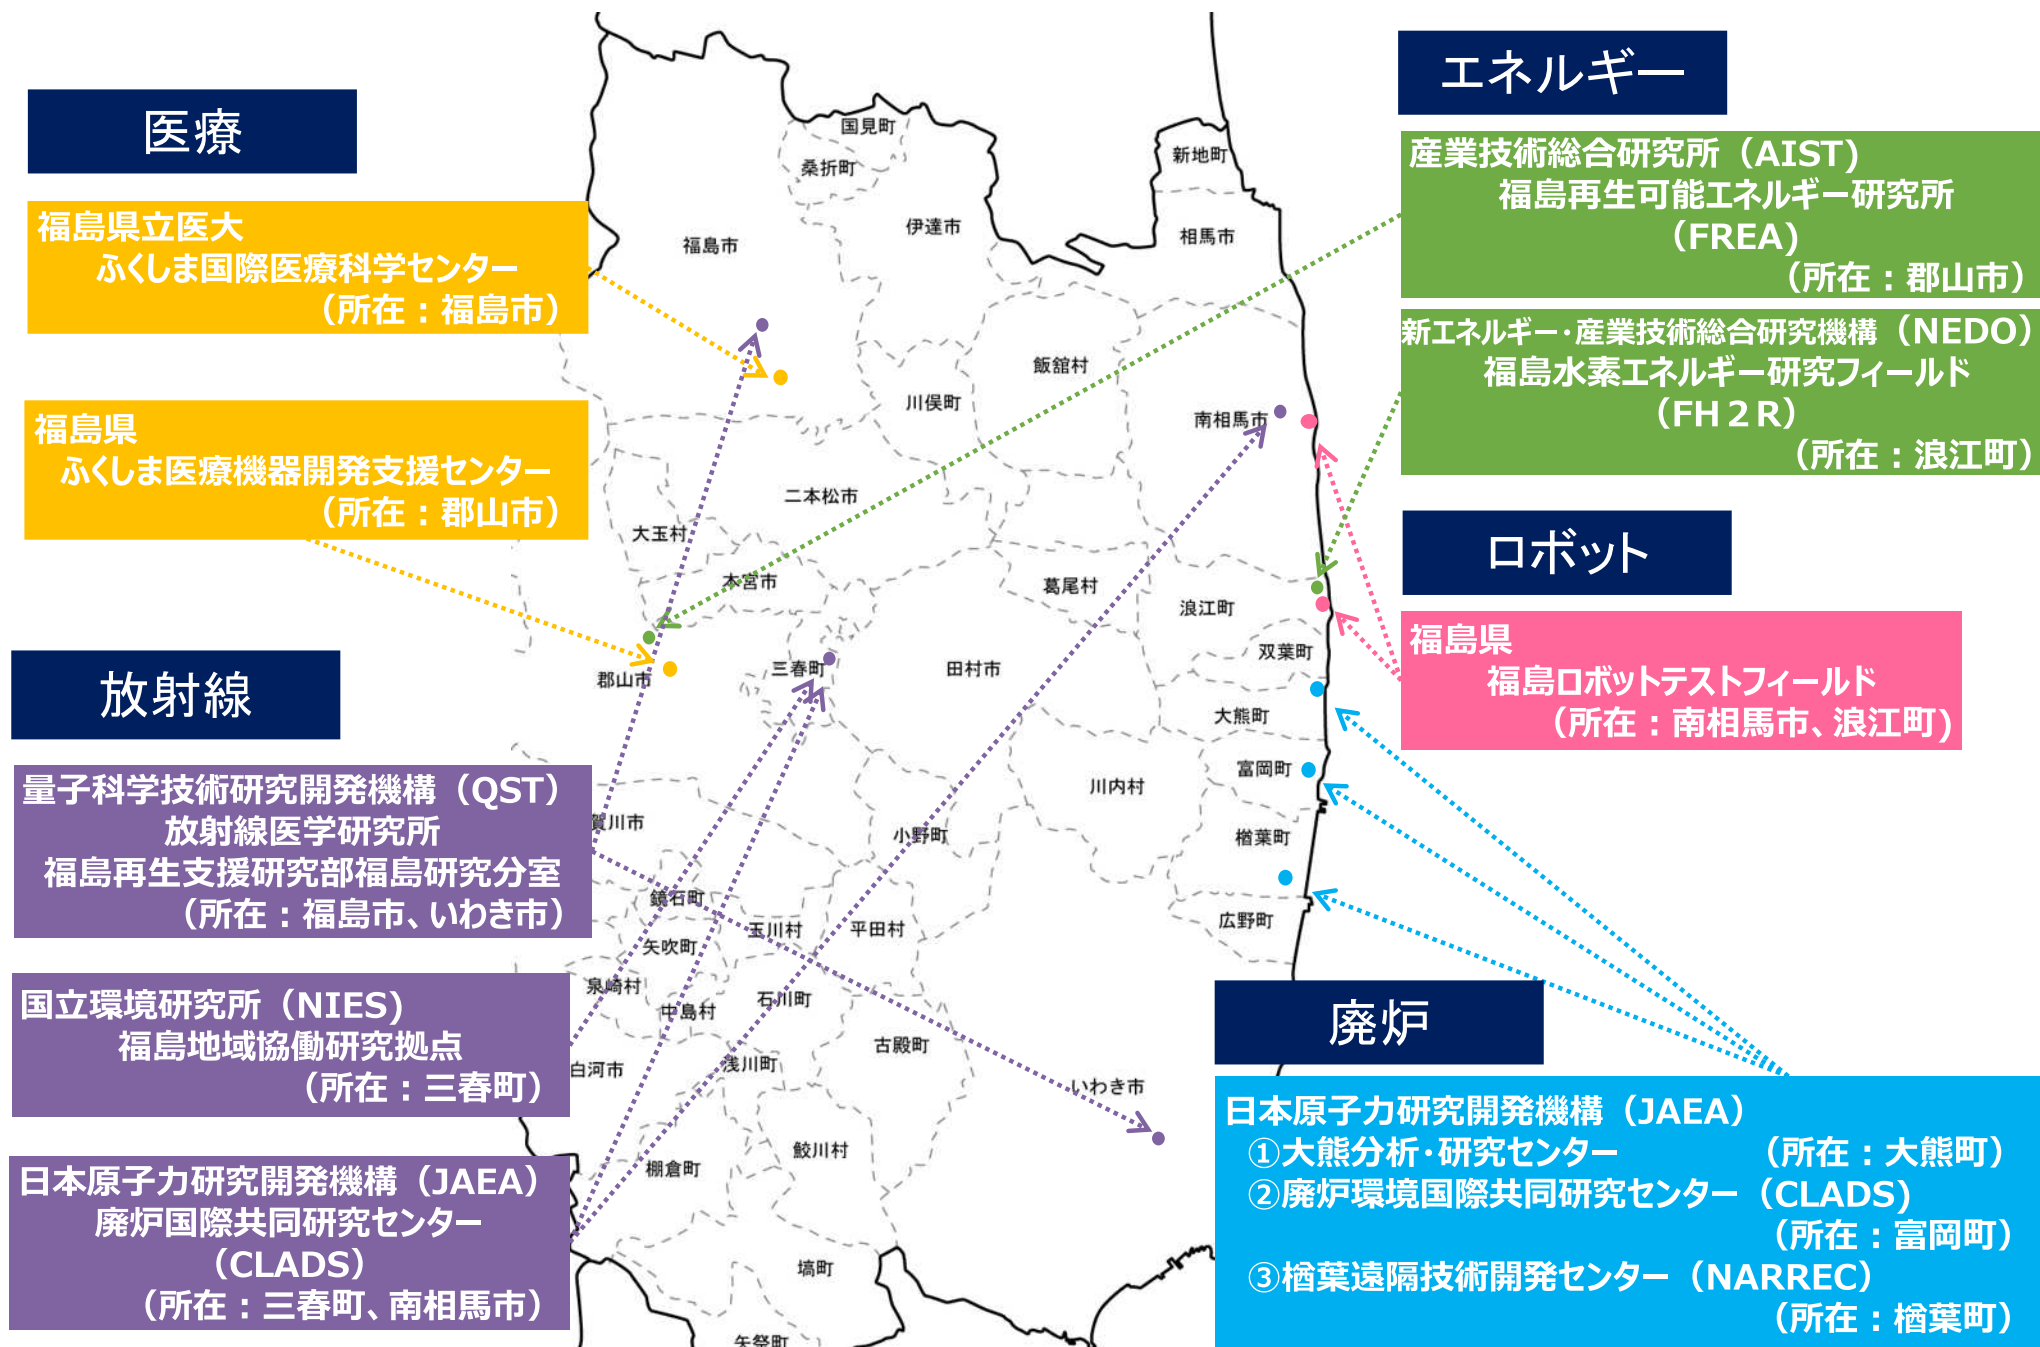 医療
福島県立医大
ふくしま国際医療科学センター
（所在：福島市）
福島県
ふくしま医療機器開発支援センター
（所在：郡山市）
放射線
量子科学技術研究開発機構（QST）
放射線医学研究所
福島再生支援研究部福島研究分室
（所在：福島市、いわき市）
国立環境研究所（NIES)
福島地域協働研究拠点
（所在：三春町）
日本原子力研究開発機構（JAEA）
廃炉国際共同研究センター
（CLADS）
（所在：三春町、南相馬市）
エネルギー
産業技術総合研究所（AIST)
福島再生可能エネルギー研究所
（FREA)
（所在：郡山市）
新エネルギー・産業技術総合研究機構（NEDO）
福島水素エネルギー研究フィールド
（FH２R）
（所在：浪江町）
ロボット
福島県
福島ロボットテストフィールド
（所在：南相馬市、浪江町)
廃炉
日本原子力研究開発機構（JAEA）
①大熊分析・研究センター （所在：大熊町）
②廃炉環境国際共同研究センター（CLADS)
（所在：富岡町）
③楢葉遠隔技術開発センター（NARREC）
（所在：楢葉町）
国見町
桑折町
新地町
伊達市
相馬市
福島市
飯舘村
川俣町
南相馬市
二本松市
大玉村
本宮市
葛尾村
浪江町
双葉町
三春町
田村市
郡山市
大熊町
富岡町
川内村
賀川市
小野町
楢葉町
鏡石町
広野町
玉川村
平田村
矢吹町
泉崎村
石川町
中島村
古殿町
浅川町
白河市
いわき市
鮫川村
棚倉町
塙町
矢祭町